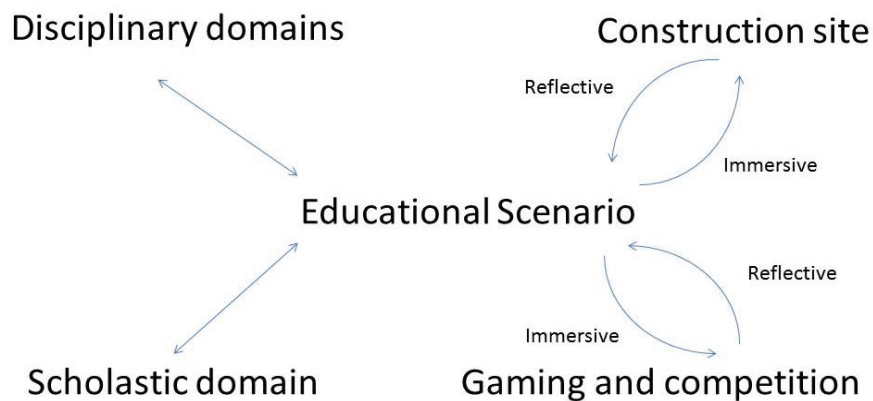 Disciplinary domains
Construction site
Reflective
Immersive
Educational Scenario
Reflective
Immersive
Scholastic domain
Gaming and competition